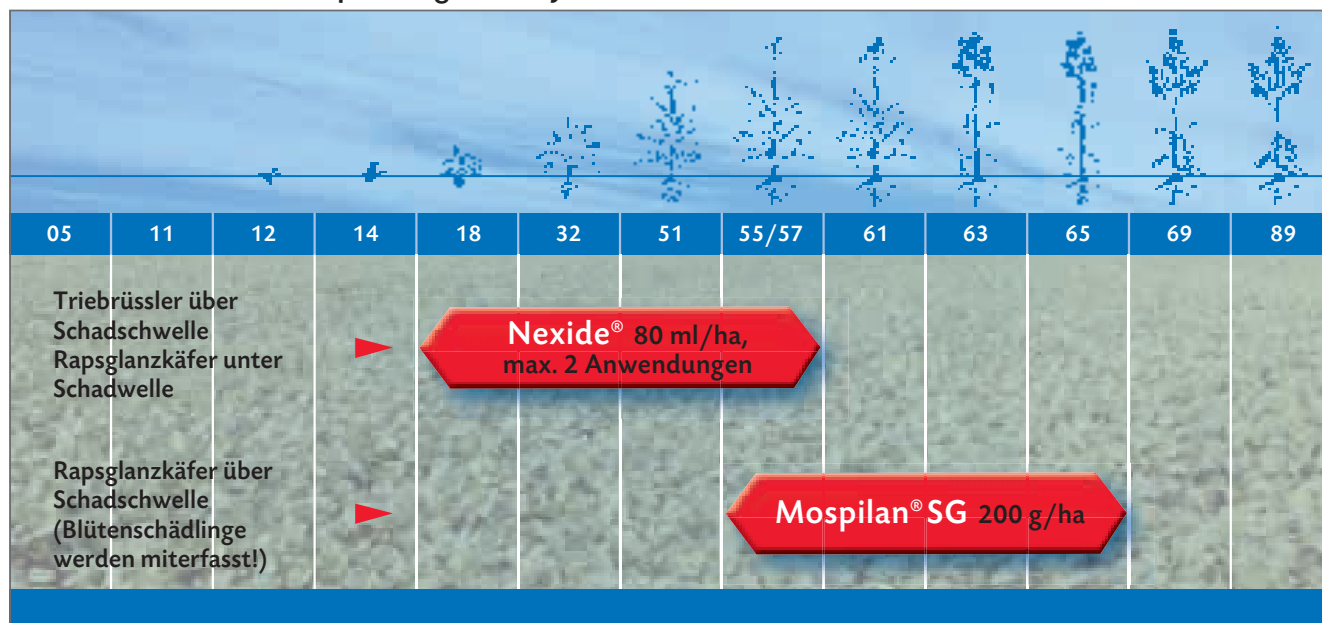 05 11 12 14 18 32 51 55/57 61 63 65 69 89
Triebrüssler über
Schadschwelle
Rapsglanzkäfer unter
Schadwelle
Nexide® 80 ml/ha,
max. 2 Anwendungen
Rapsglanzkäfer über
Schadschwelle
(Blütenschädlinge
werden miterfasst!)
Mospilan® SG 200 g/ha